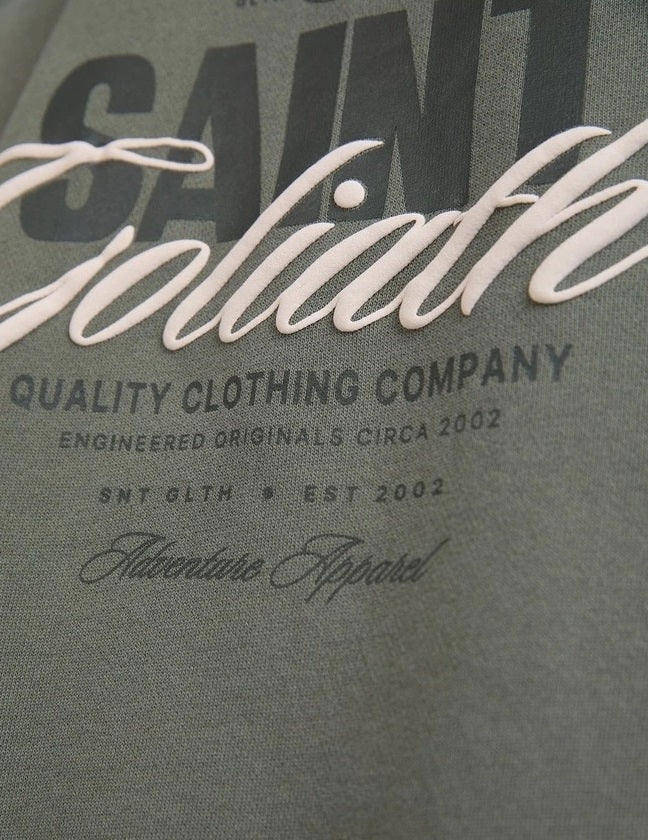 SAINT
Goliath
QUALITY CLOTHING COMPANY
ENGINEERED ORIGINALS CIRCA 2002
SNT GLTH • EST 2002
Adventure Apparel